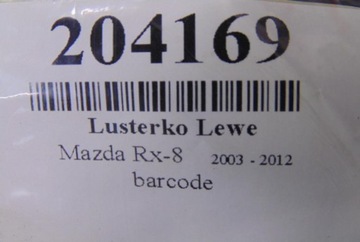 204169
Lusterko Lewe
Mazda Rx-8 2003 - 2012
barcode